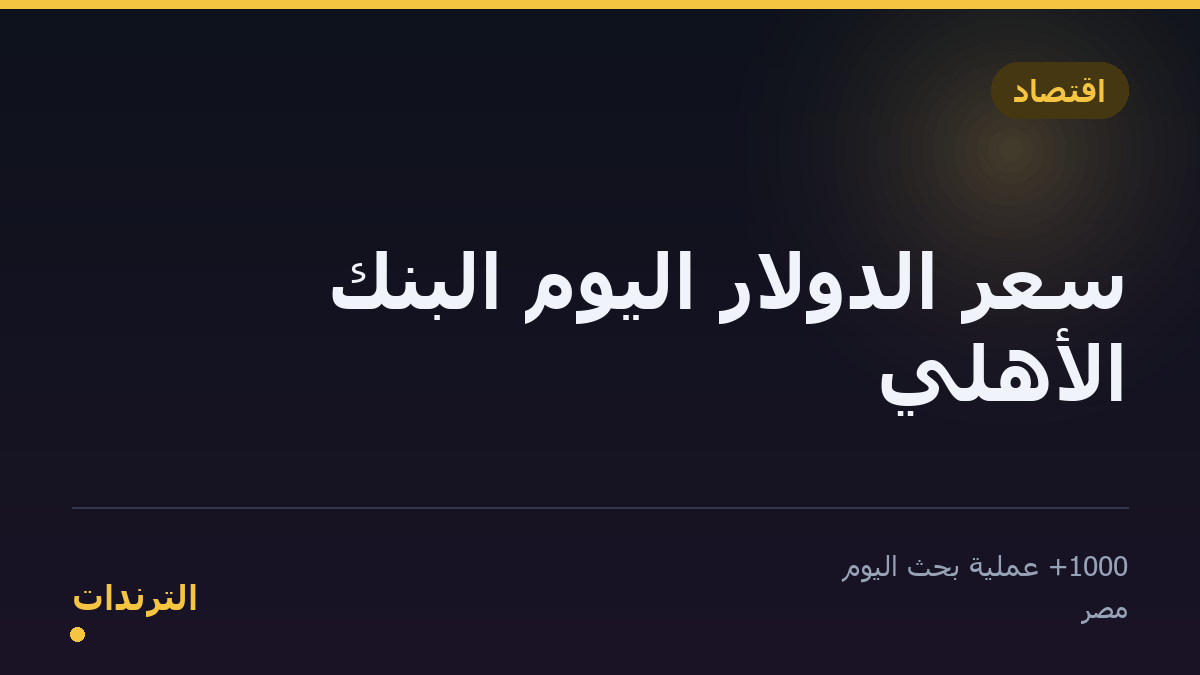 اقتصاد
سعر الدولار اليوم البنك
الأهلي
1000+ عملية بحث اليوم
مصر
الترندات